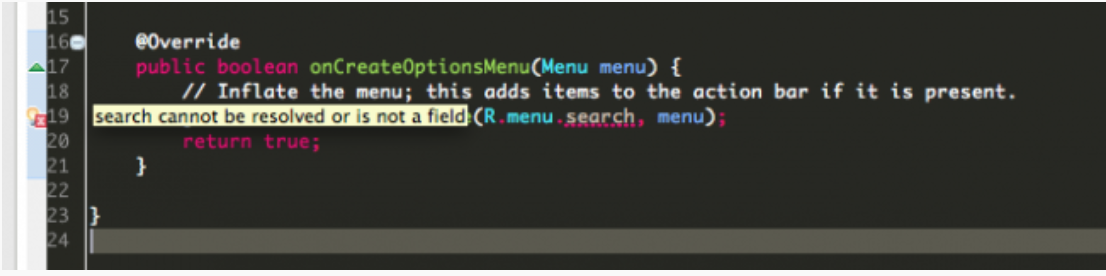 15
16 @Override
17 public boolean onCreateOptionsMenu(Menu menu) {
18 // Inflate the menu; this adds items to the action bar if it is present.
19 search cannot be resolved or is not a field (R.menu.search, menu);
20 return true;
21 }
22
23 }
24